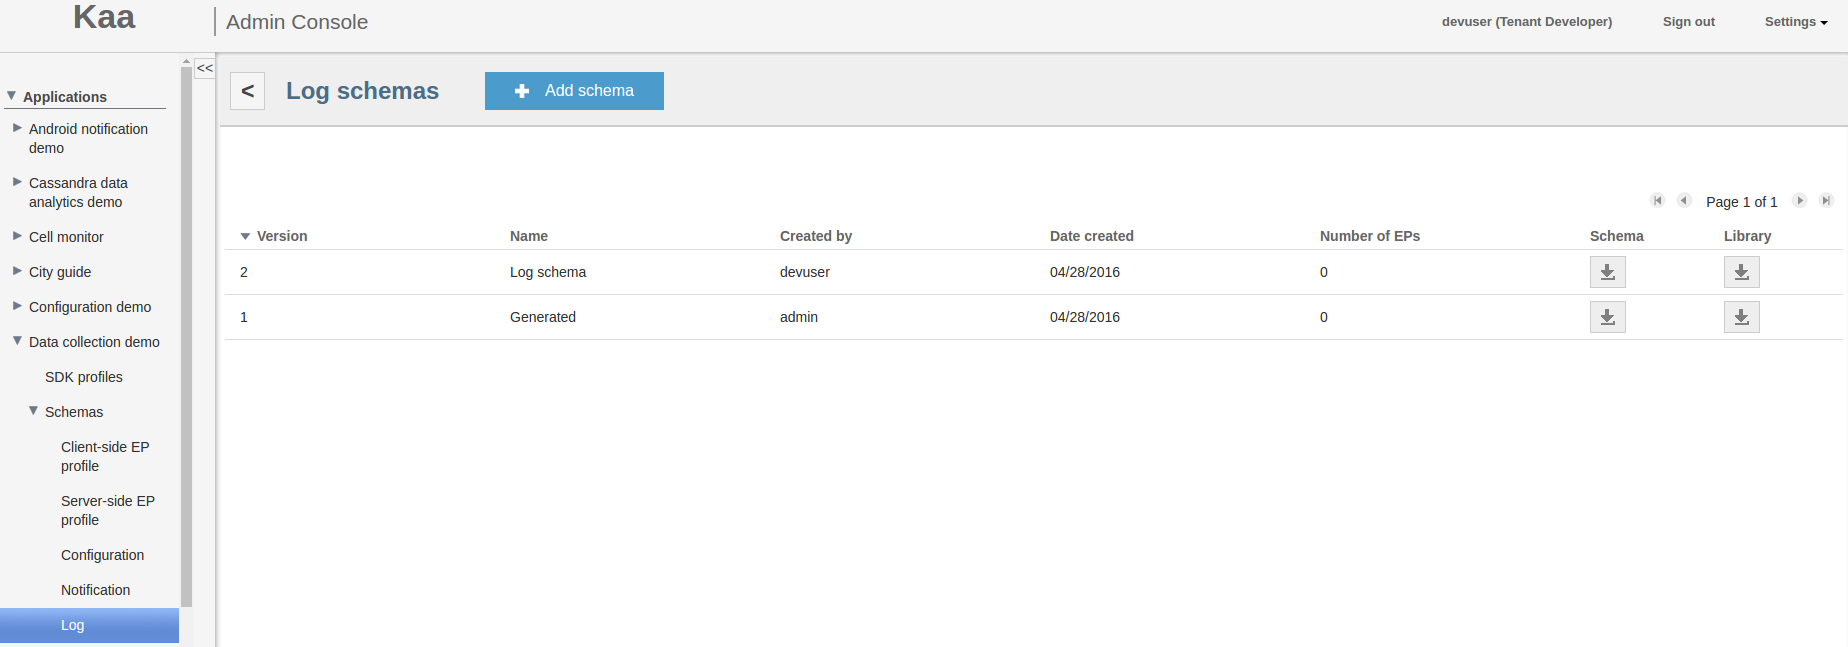 Kaa
Admin Console
devuser (Tenant Developer)
Sign out
Settings
<<
Applications
Android notification
demo
Cassandra data
analytics demo
Cell monitor
City guide
Configuration demo
Data collection demo
SDK profiles
Schemas
Client-side EP
profile
Server-side EP
profile
Configuration
Notification
Log
<
Log schemas
Add schema
Page 1 of 1
Version Name Created by Date created Number of EPs Schema Library
2 Log schema devuser 04/28/2016 0
1 Generated admin 04/28/2016 0